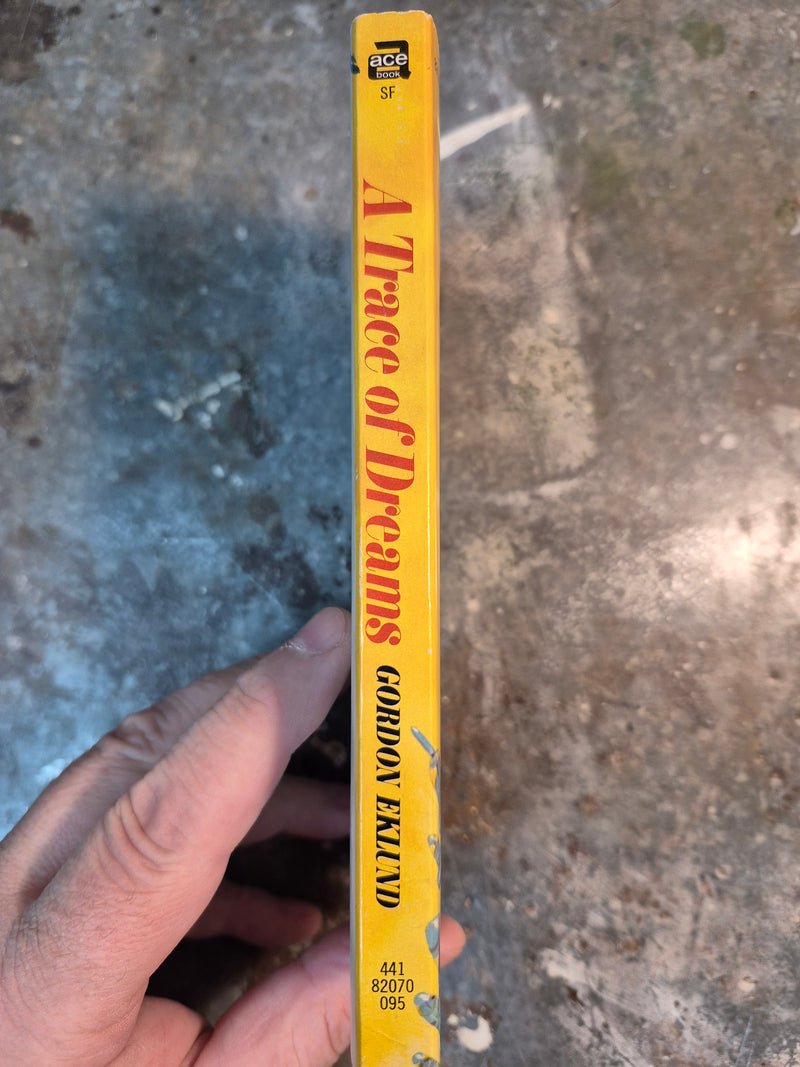 ace
book
SF
A Trace of Dreams
GORDON EKLUND
441
82070
095